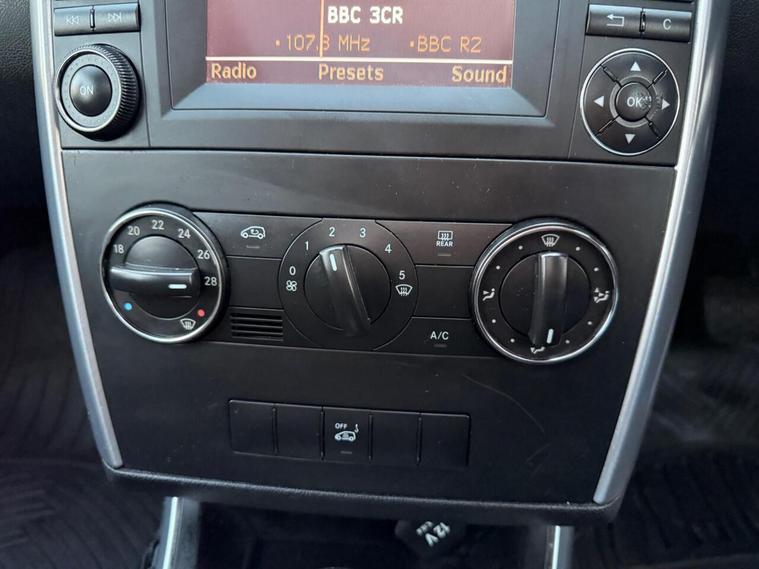 BBC 3CR
107.3 MHz BBC R2
Radio Presets Sound
C
ON
OK
18 20 22 24 26 28
0 1 2 3 4 5
REAR
A/C
OFF
12V